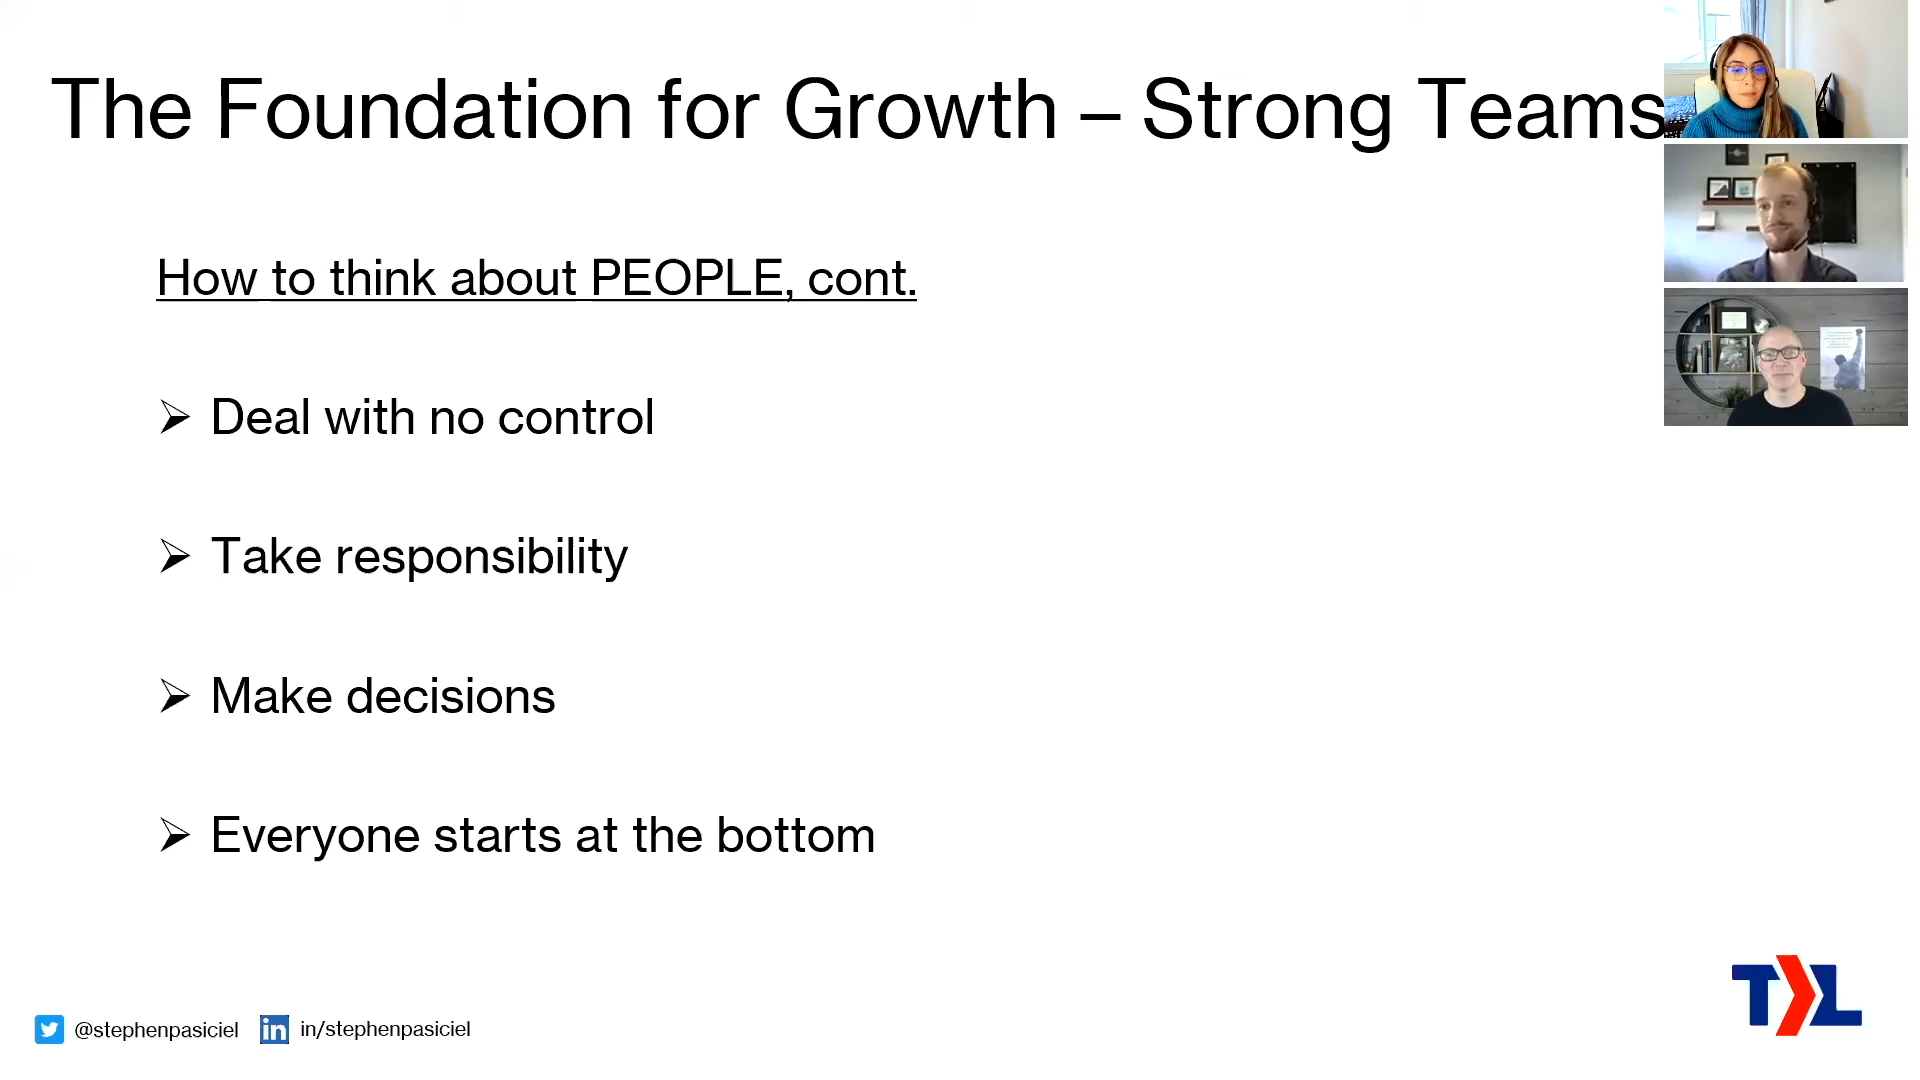 The Foundation for Growth – Strong Teams
How to think about PEOPLE, cont.
➢ Deal with no control
➢ Take responsibility
➢ Make decisions
➢ Everyone starts at the bottom
@stephenpasiciel
in/stephenpasiciel
TL